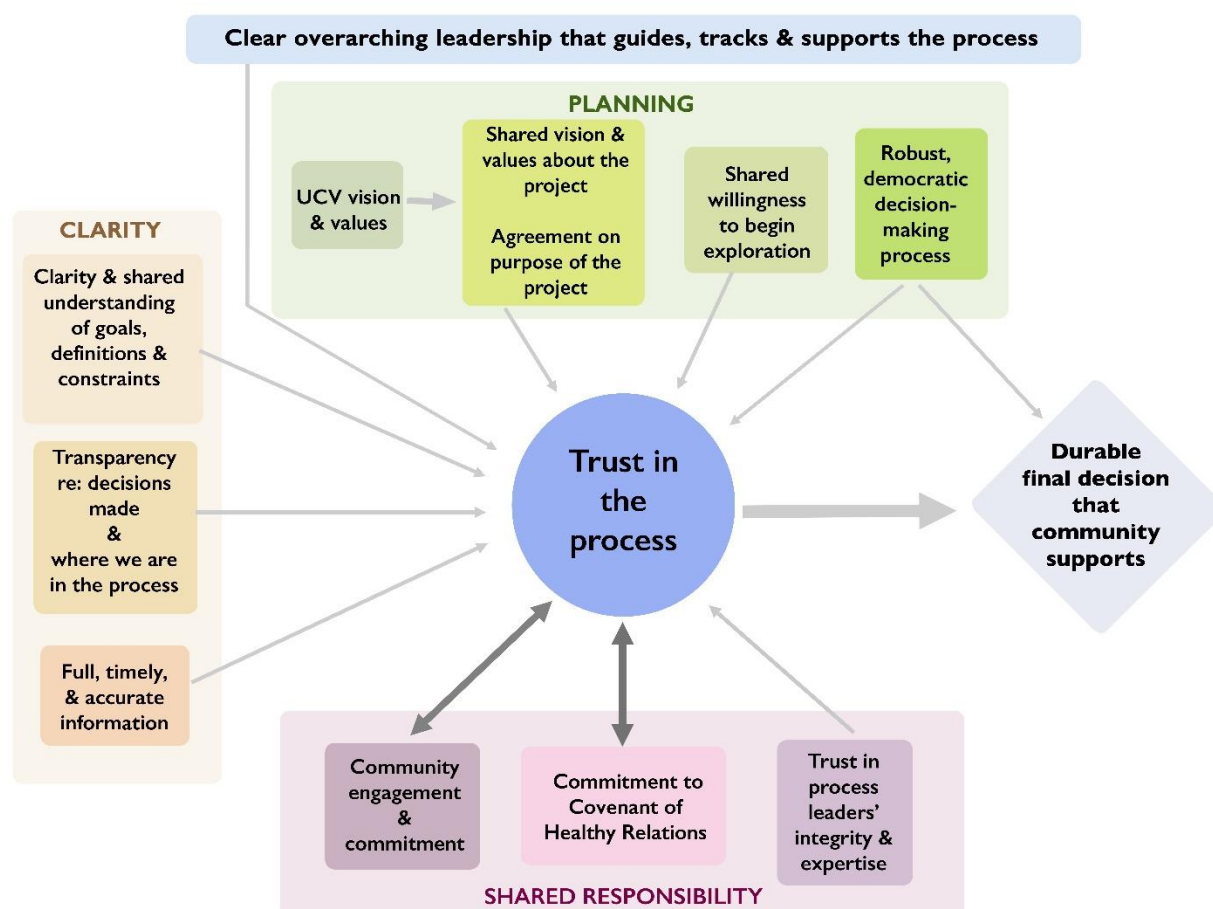 Clear overarching leadership that guides, tracks & supports the process
PLANNING
UCV vision
& values
Shared vision &
values about the
project
Agreement on
purpose of the
project
Shared
willingness
to begin
exploration
Robust,
democratic
decision-
making
process
CLARITY
Clarity & shared
understanding
of goals,
definitions &
constraints
Transparency
re: decisions
made
&
where we are
in the process
Full, timely,
& accurate
information
Trust in
the
process
Durable
final decision
that
community
supports
Community
engagement
&
commitment
Commitment to
Covenant of
Healthy Relations
Trust in
process
leaders’
integrity &
expertise
SHARED RESPONSIBILITY